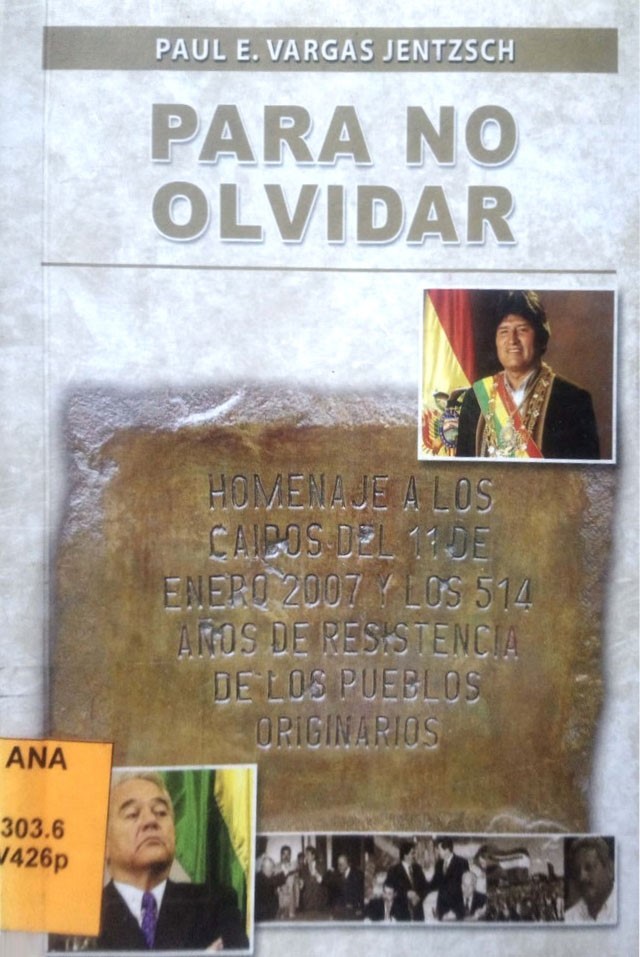 PAUL E. VARGAS JENTZSCH
PARA NO
OLVIDAR
HOMENAJE A LOS
CAIDOS DEL 11 DE
ENERO 2007 Y LOS 514
AÑOS DE RESISTENCIA
DE LOS PUEBLOS
ORIGINARIOS
ANA
303.6
V426p